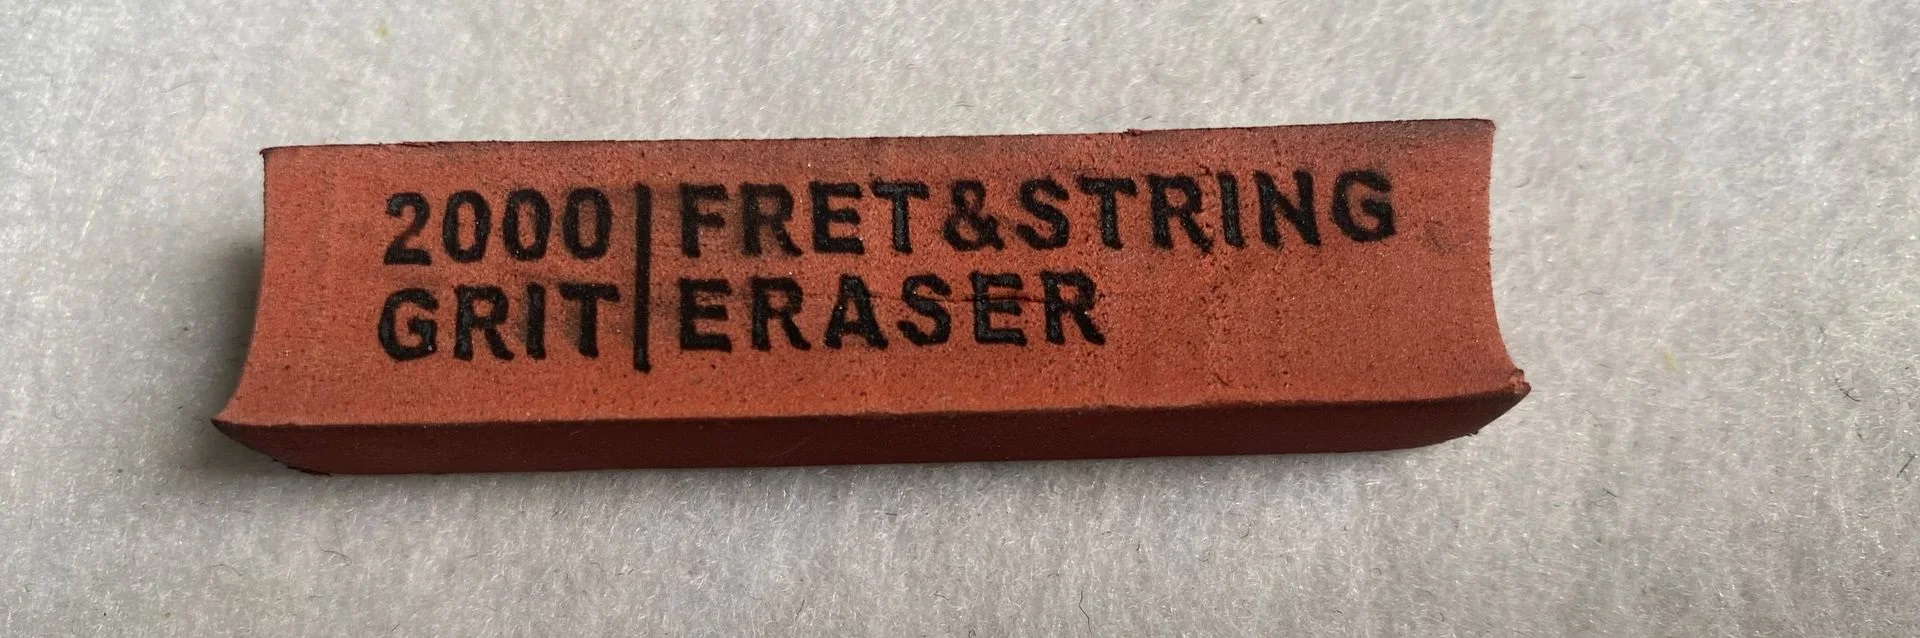 2000 | FRET&STRING
GRIT | ERASER